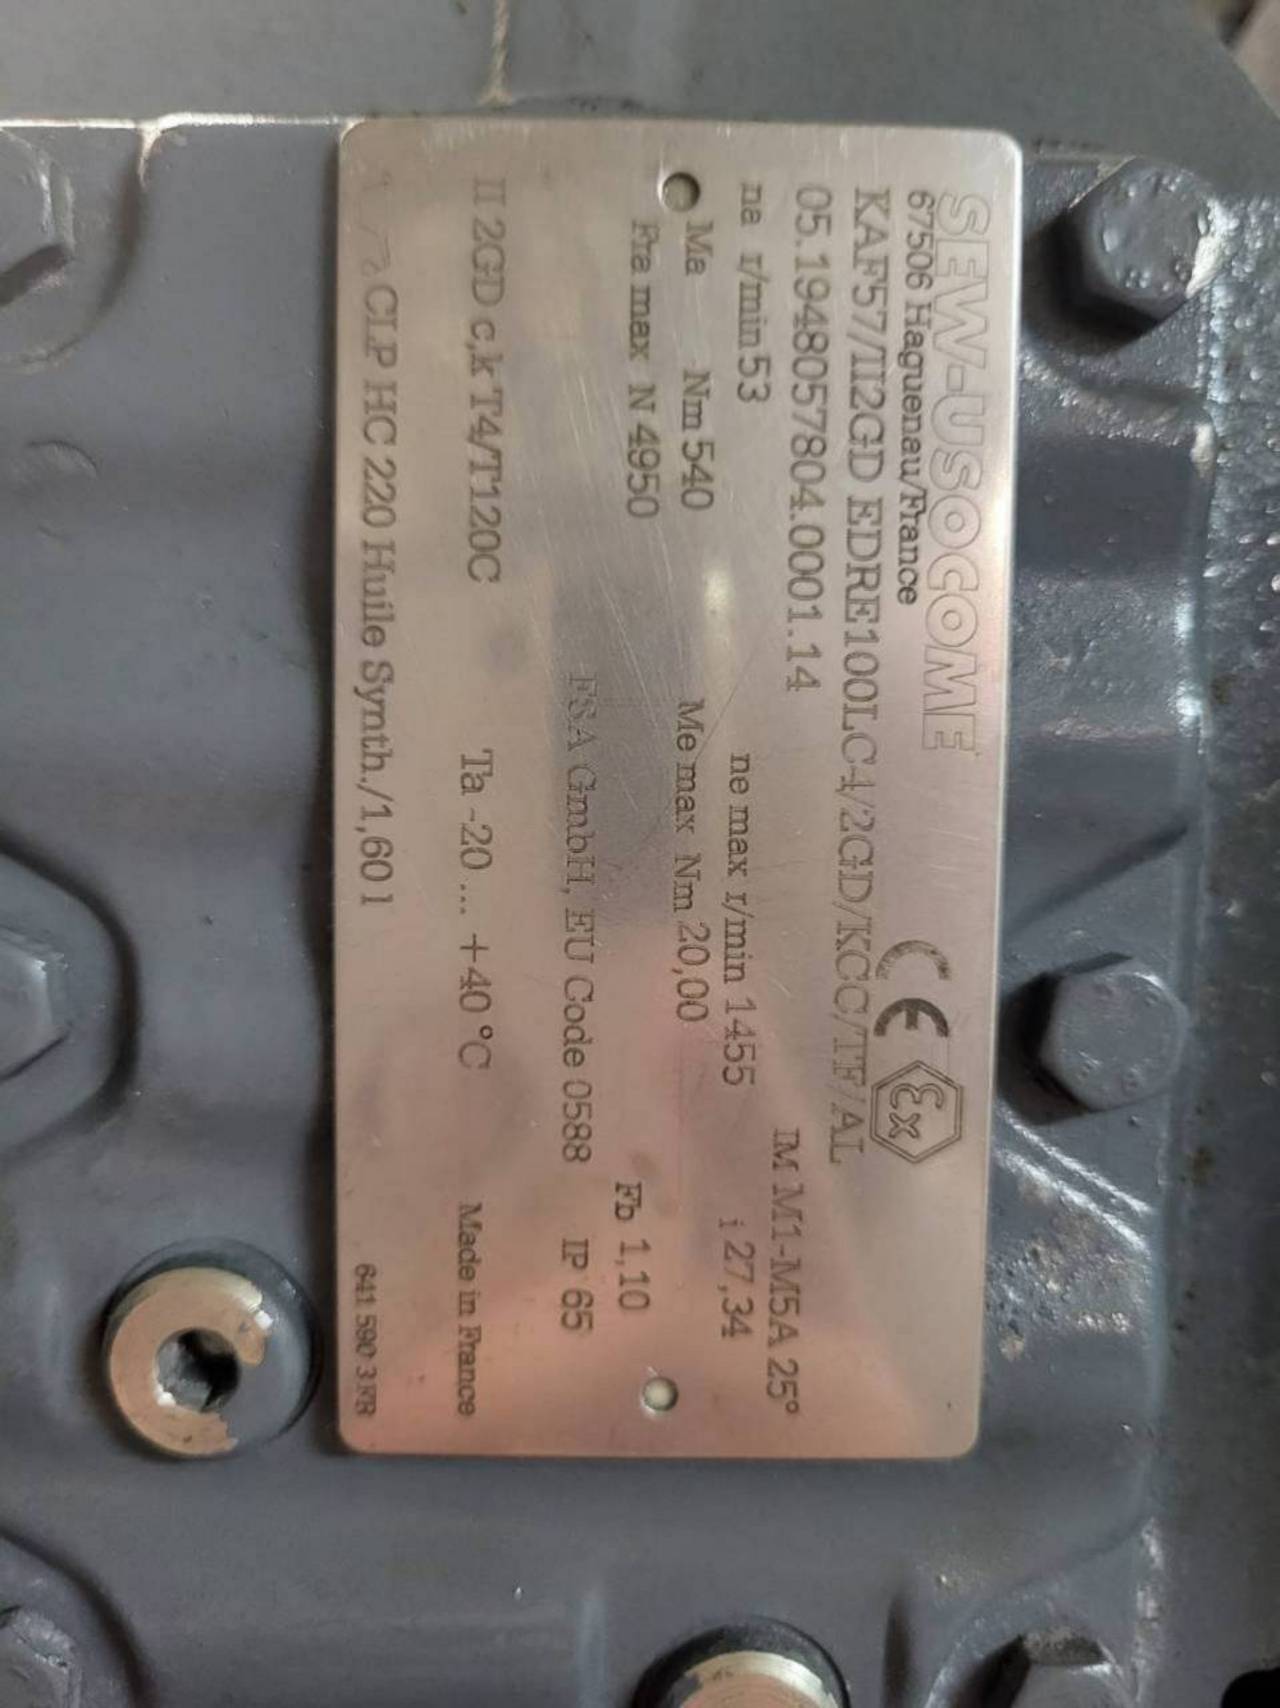 SEW-USOCOME
67506 Haguenau/France
CE Ex
KAF57/II2GD EDRE100LC4/2GD/KCC/TF/AL
05.1948057804.0001.14 IM M1-M5A 25°
na r/min 53 ne max r/min 1455 i 27,34
Ma Nm 540 Me max Nm 20,00
Fra max N 4950 Fb 1,10
FSA GmbH, EU Code 0588 IP 65
II 2GD c,k T4/T120C Ta -20 ... +40 °C Made in France
CLP HC 220 Huile Synth./1,60 l 641 590 3 FR